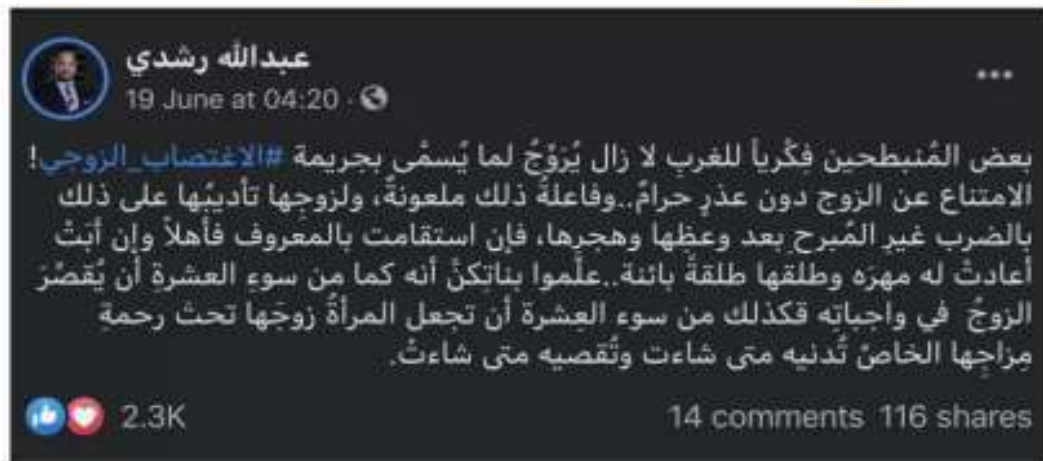 عبدالله رشدي
19 June at 04:20 ·
بعض المُنبطحين فِكْرياً للغربِ لا زال يُرَوِّجُ لما يُسمَّى بجريمة #الاغتصاب_الزوجي!
الامتناع عن الزوج دون عذرٍ حرامٌ..وفاعلةُ ذلك ملعونةٌ، ولزوجِها تأديبُها على ذلك
بالضرب غيرِ المُبرحِ بعد وعظِها وهجرِها، فإن استقامت بالمعروف فأهلاً وإن أبَتْ
أعادتْ له مهرَه وطلقها طلقةً بائنة..علِّموا بناتِكنَّ أنه كما مِن سوءِ العشرةِ أن يُقصِّرَ
الزوجُ في واجباتِه فكذلك من سوء العِشرة أن تجعل المرأةُ زوجَها تحتَ رحمةِ
مِزاجِها الخاصِّ تُدنيه متى شاءت وتُقصيه متى شاءتْ.
2.3K 14 comments 116 shares